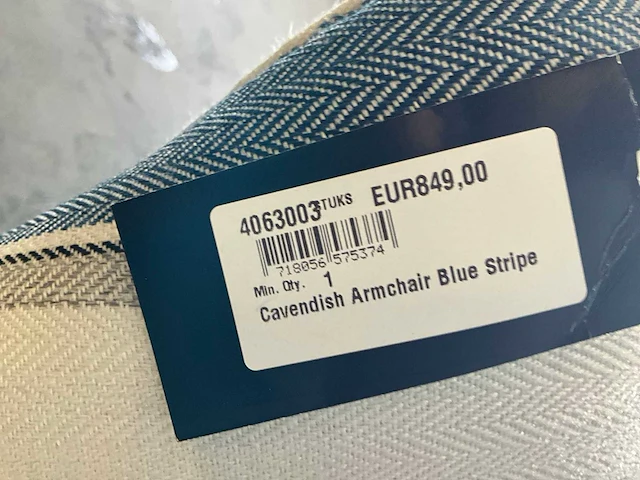 4063003 STUKS EUR849,00
718056 575374
Min. Qty. 1
Cavendish Armchair Blue Stripe